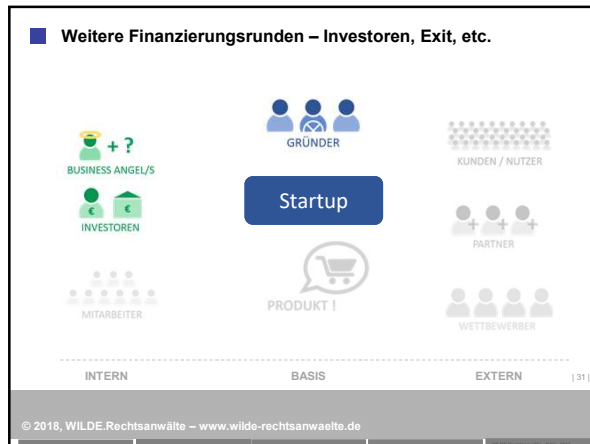 Weitere Finanzierungsrunden – Investoren, Exit, etc.
+ ?
BUSINESS ANGEL/S
€ €
INVESTOREN
MITARBEITER
GRÜNDER
Startup
PRODUKT !
KUNDEN / NUTZER
PARTNER
WETTBEWERBER
INTERN BASIS EXTERN | 31 |
© 2018, WILDE.Rechtsanwälte – www.wilde-rechtsanwaelte.de